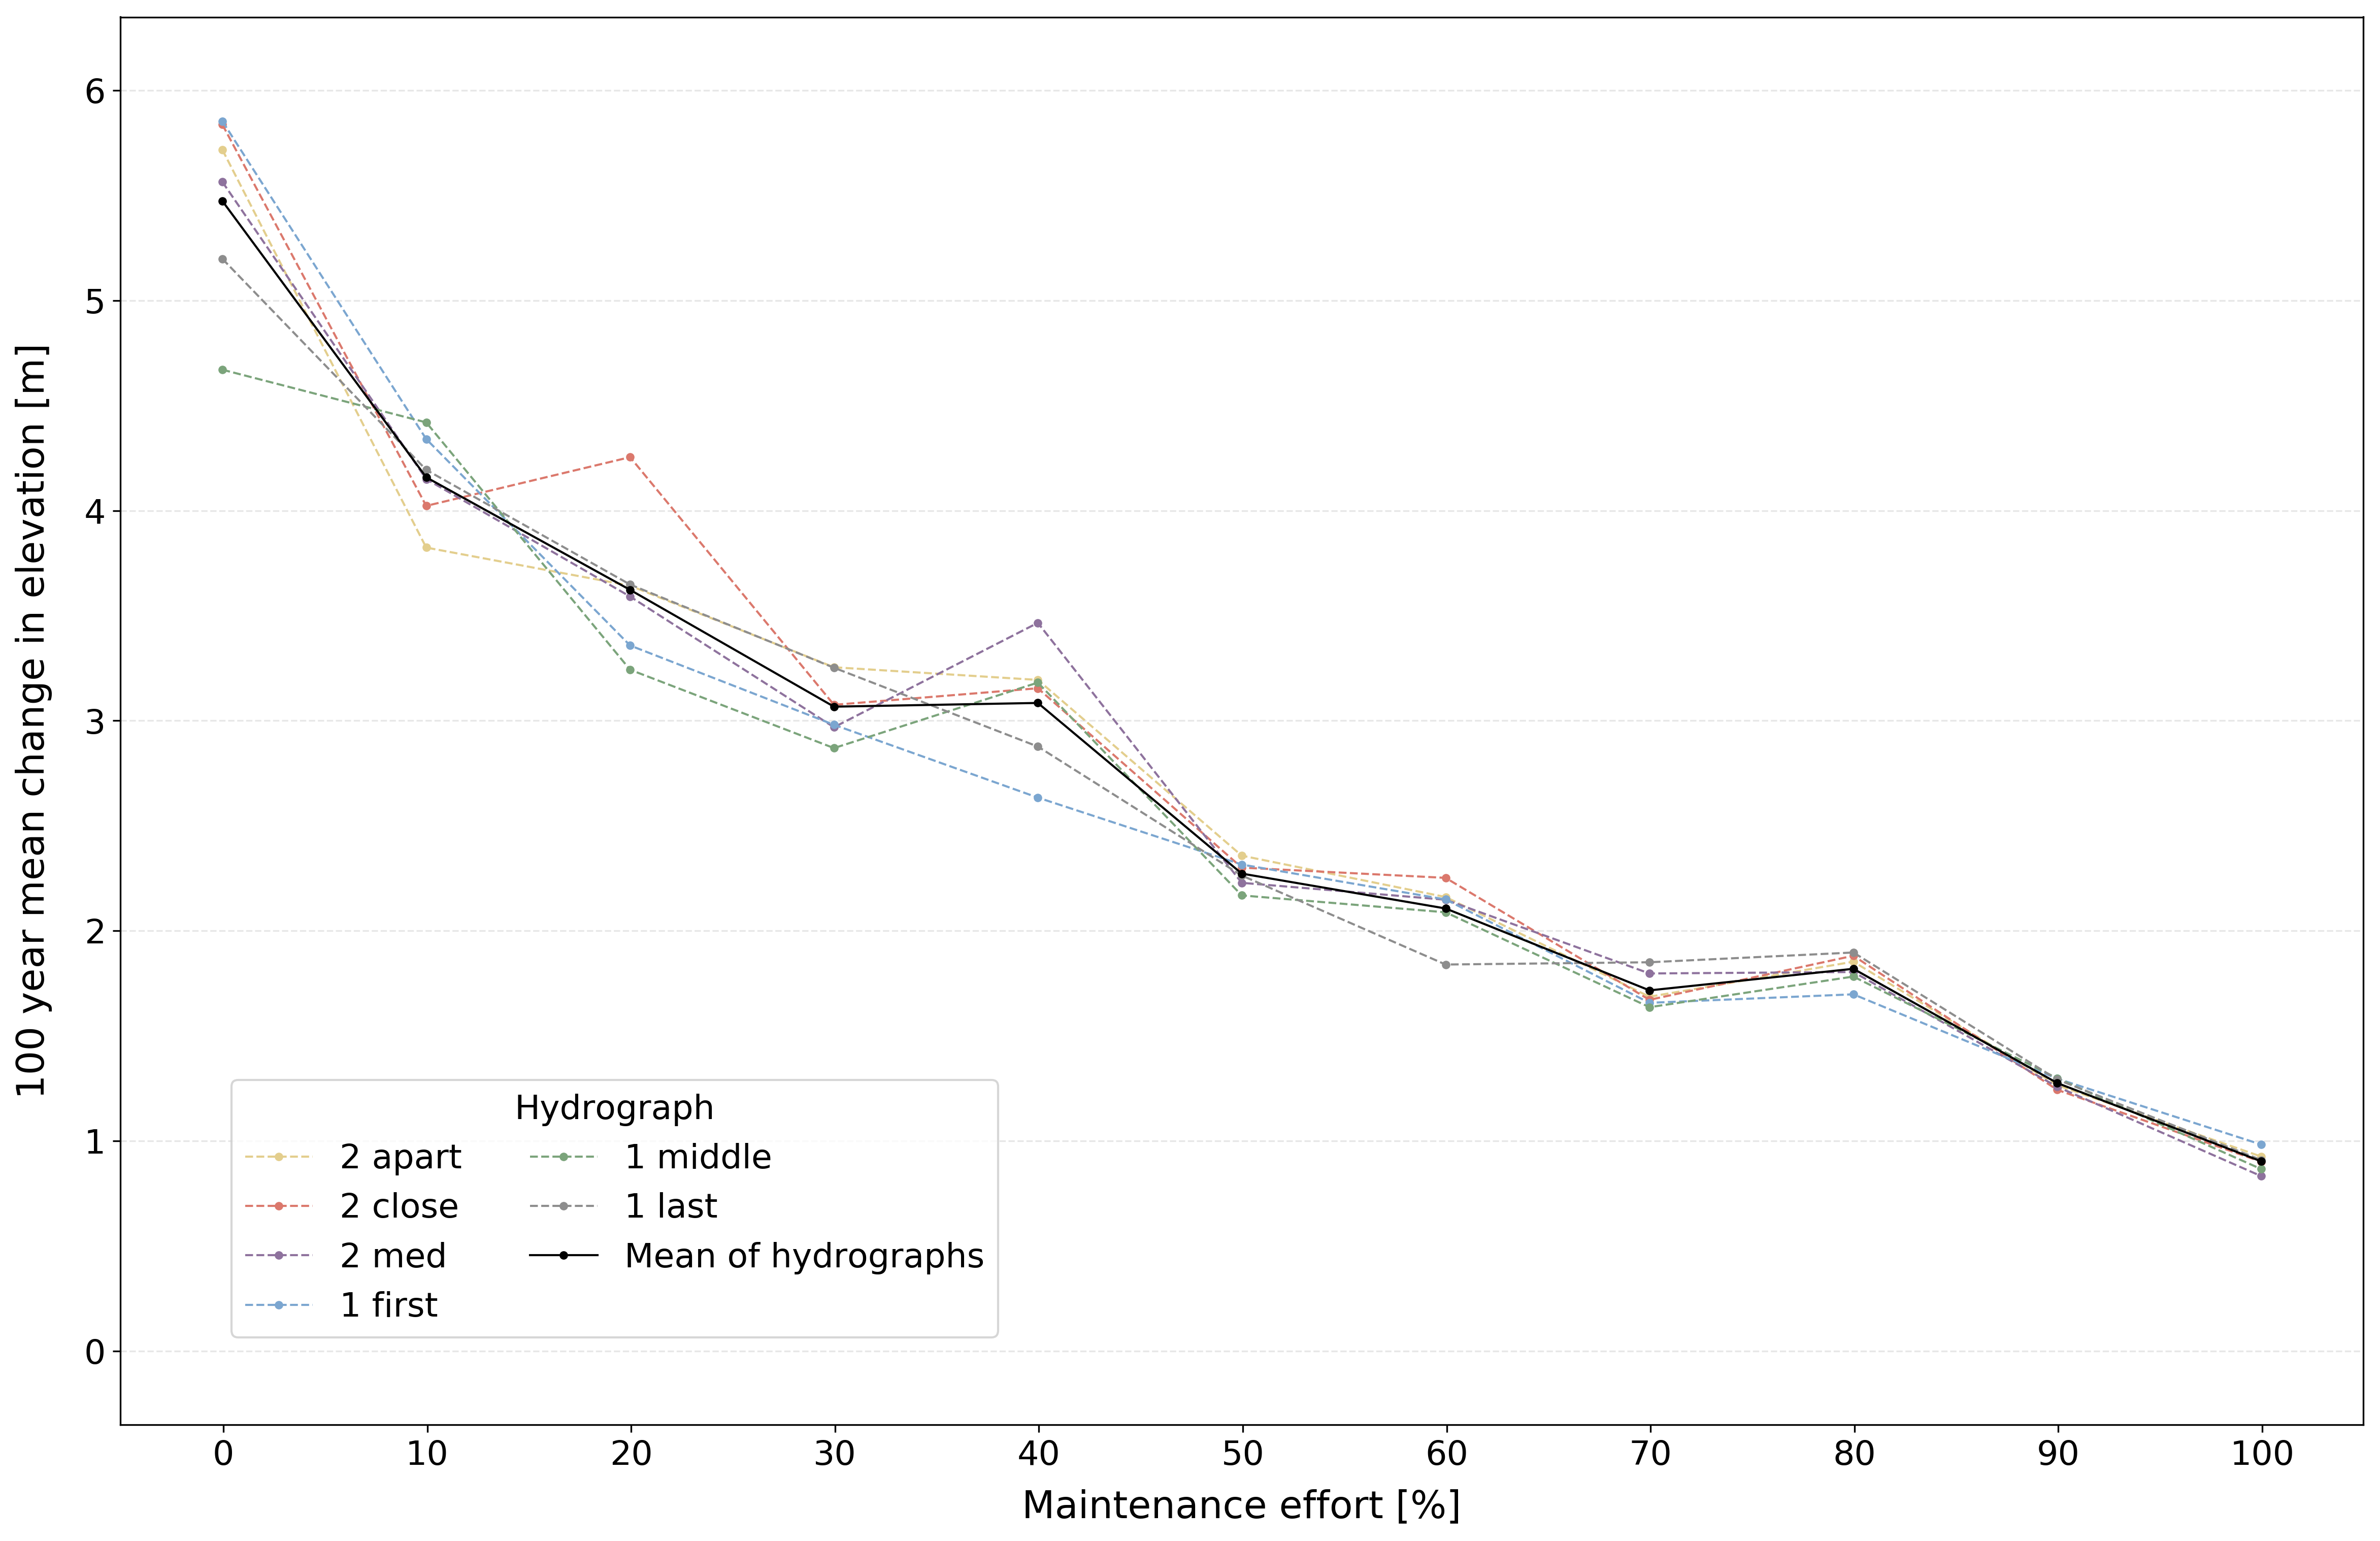 6
5
4
3
2
1
0
100 year mean change in elevation [m]
Hydrograph
2 apart
2 close
2 med
1 first
1 middle
1 last
Mean of hydrographs
0 10 20 30 40 50 60 70 80 90 100
Maintenance effort [%]